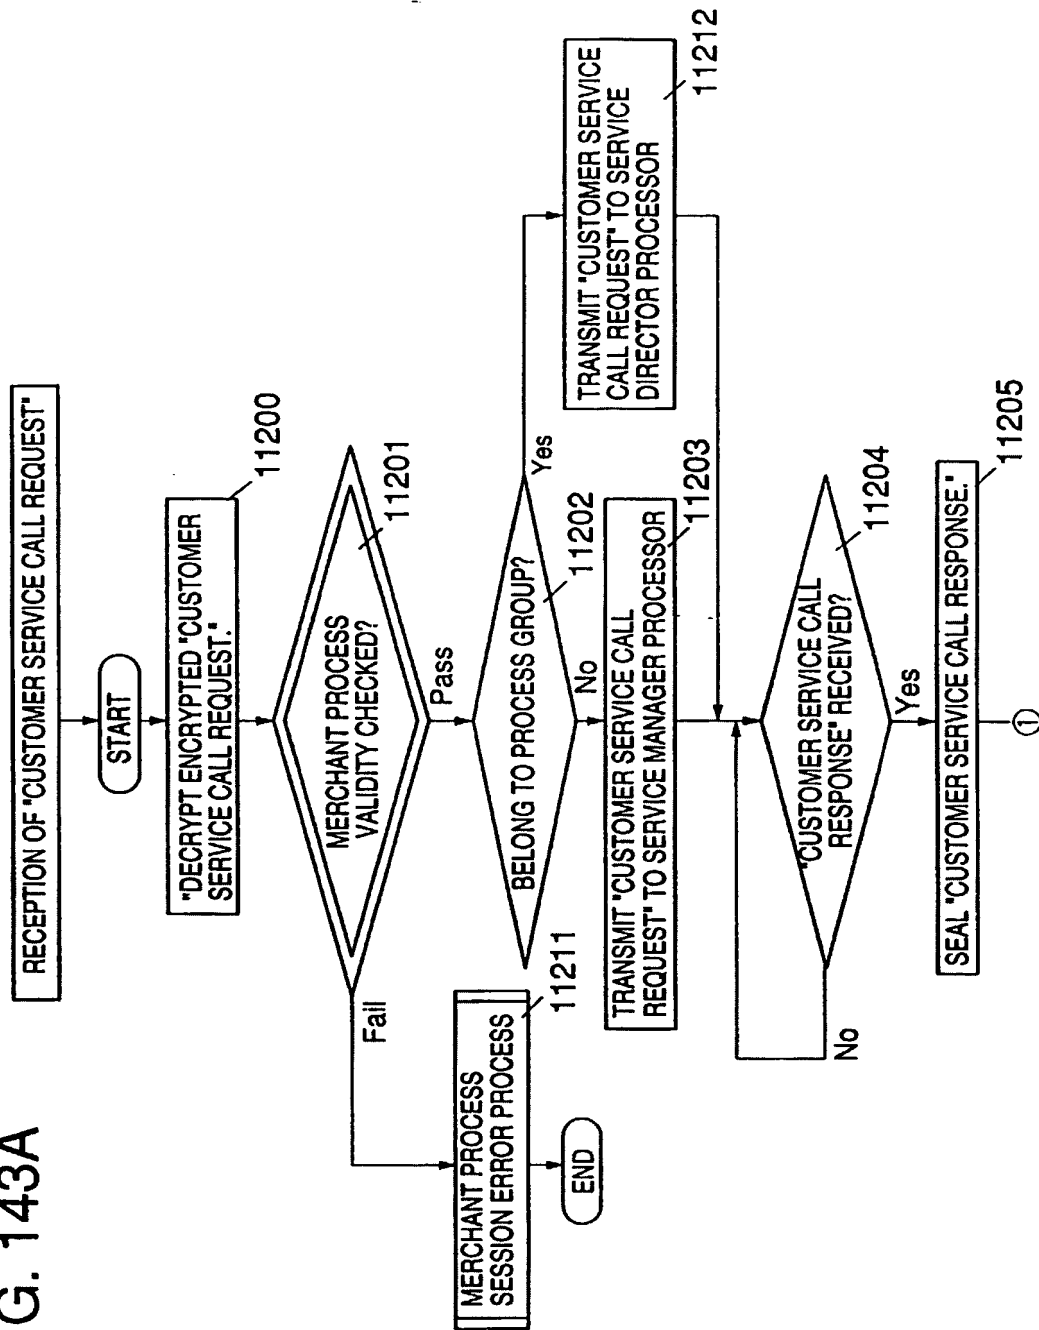 G. 143A
RECEPTION OF "CUSTOMER SERVICE CALL REQUEST"
START
"DECRYPT ENCRYPTED "CUSTOMER
SERVICE CALL REQUEST."
11200
MERCHANT PROCESS
VALIDITY CHECKED?
11201
Fail
Pass
MERCHANT PROCESS
SESSION ERROR PROCESS
11211
END
BELONG TO PROCESS GROUP?
11202
Yes
No
TRANSMIT "CUSTOMER SERVICE
CALL REQUEST" TO SERVICE
DIRECTOR PROCESSOR
11212
TRANSMIT "CUSTOMER SERVICE CALL
REQUEST" TO SERVICE MANAGER PROCESSOR
11203
"CUSTOMER SERVICE CALL
RESPONSE" RECEIVED?
11204
No
Yes
SEAL "CUSTOMER SERVICE CALL RESPONSE."
11205
①